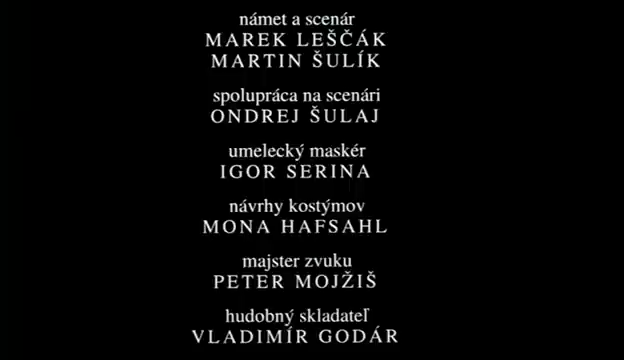 námet a scenár
MAREK LEŠČÁK
MARTIN ŠULÍK
spolupráca na scenári
ONDREJ ŠULAJ
umelecký maskér
IGOR SERINA
návrhy kostýmov
MONA HAFSAHL
majster zvuku
PETER MOJŽIŠ
hudobný skladateľ
VLADIMÍR GODÁR